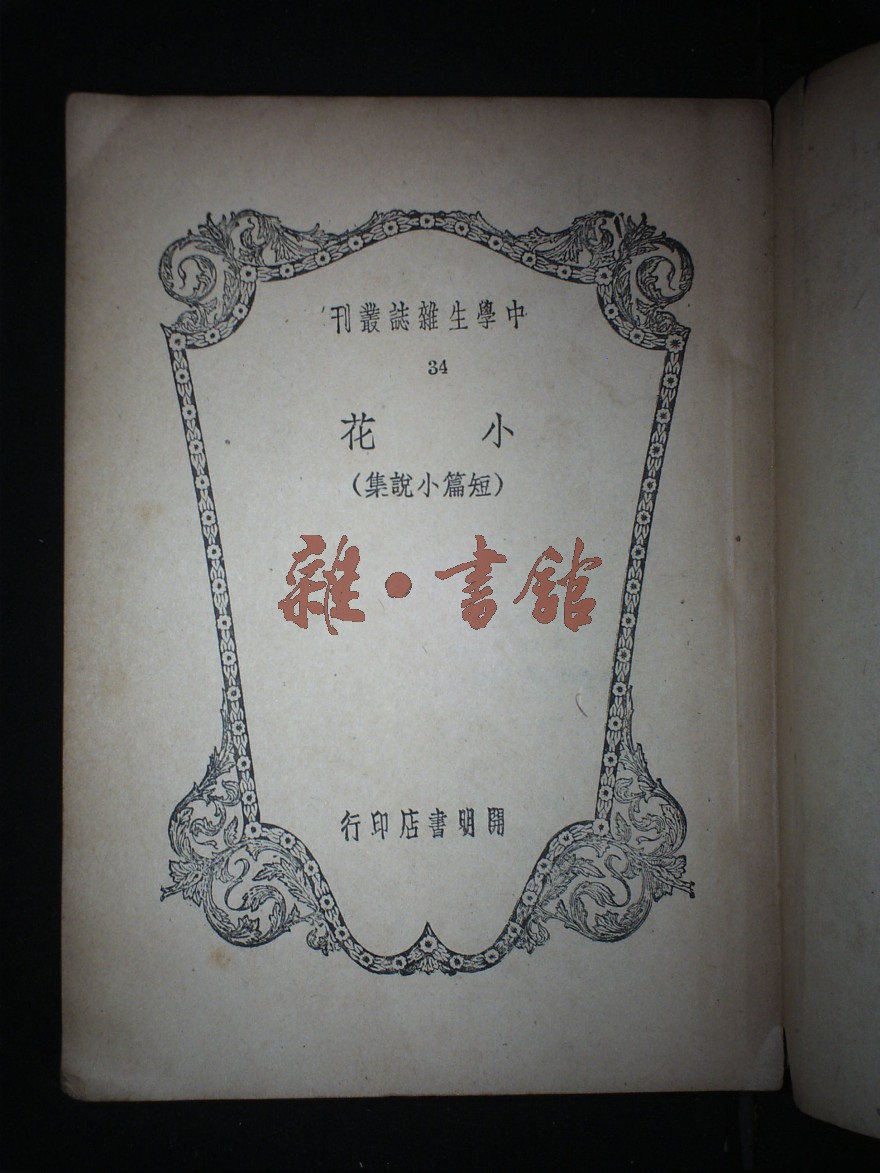 中學生雜誌叢刊
34
小花
（短篇小說集）
雜·書館
開明書店印行